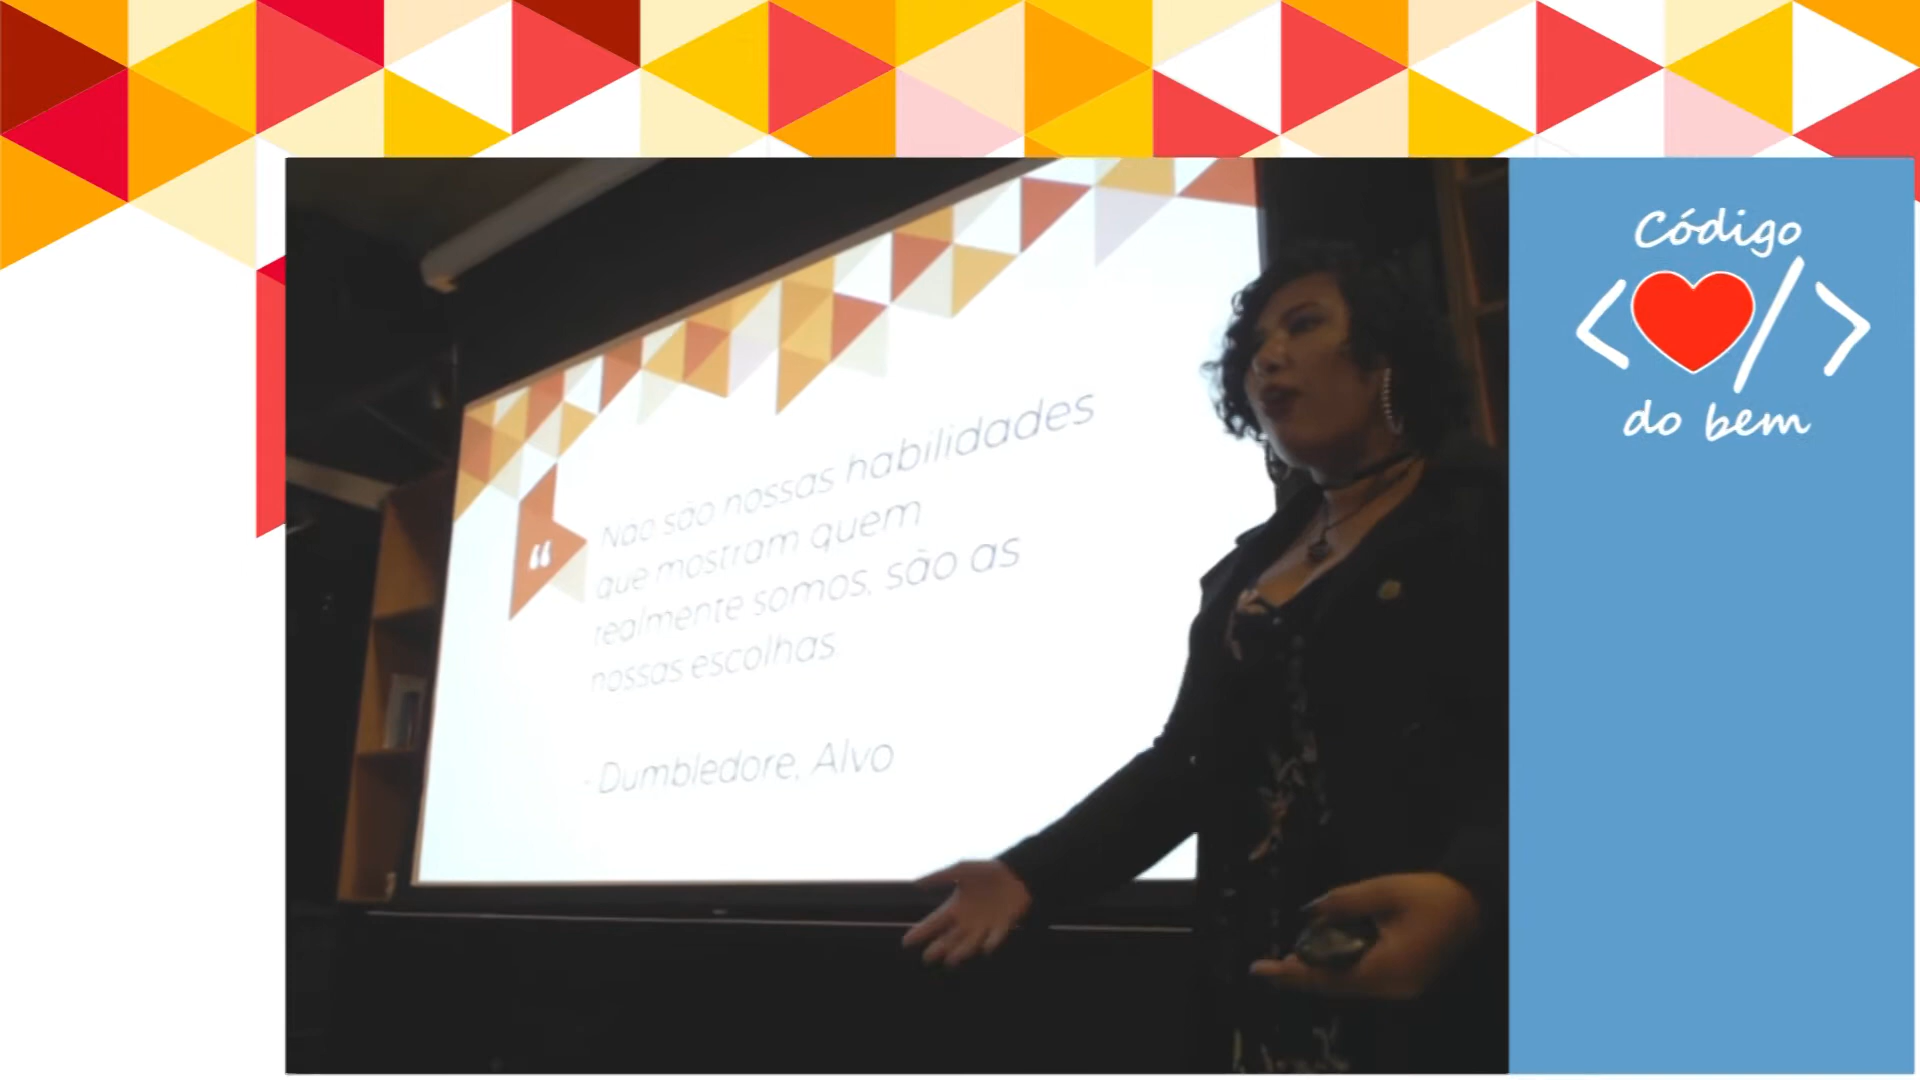 “
Não são nossas habilidades
que mostram quem
realmente somos, são as
nossas escolhas
- Dumbledore, Alvo
Código
do bem